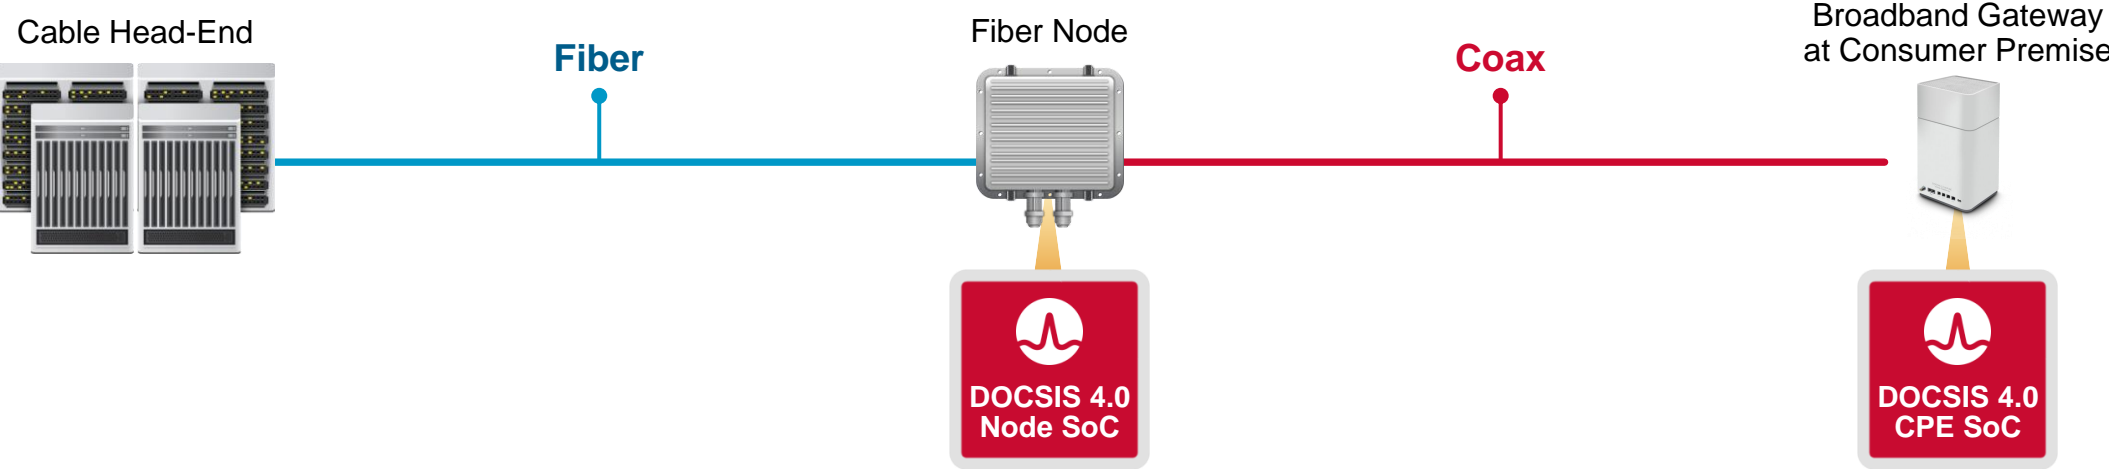 Cable Head-End
Fiber
Fiber Node
Coax
Broadband Gateway
at Consumer Premise
DOCSIS 4.0
Node SoC
DOCSIS 4.0
CPE SoC